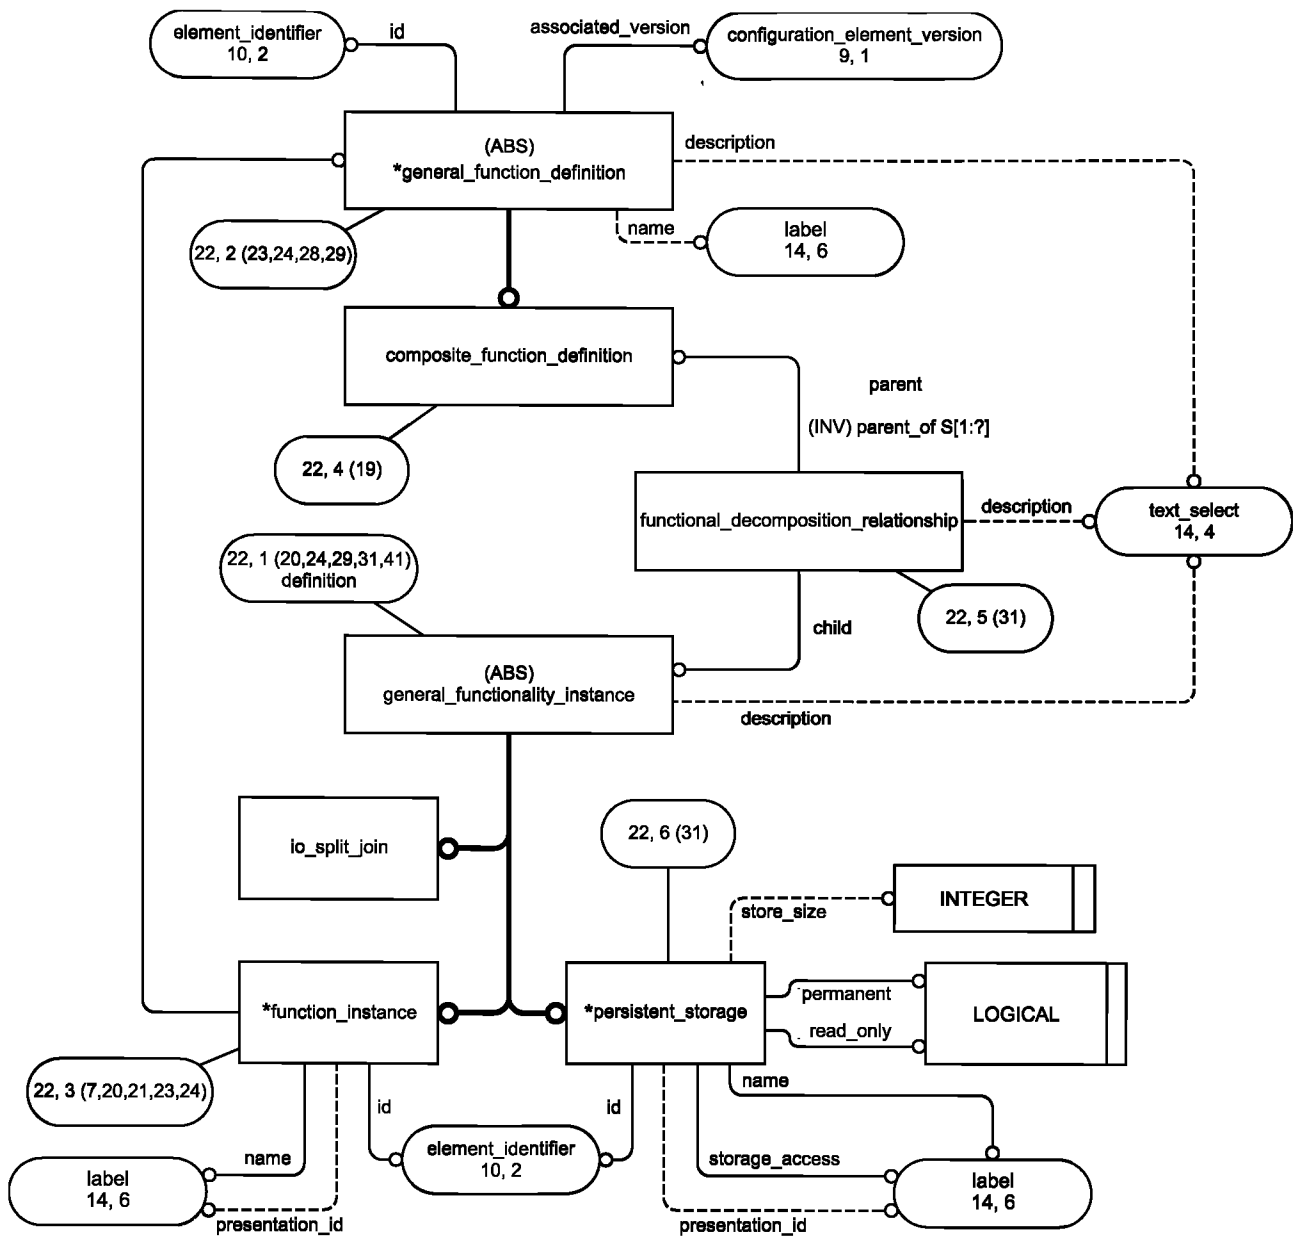 element_identifier
10, 2
id
associated_version
configuration_element_version
9, 1
(ABS)
*general_function_definition
description
22, 2 (23,24,28,29)
name
label
14, 6
composite_function_definition
parent
(INV) parent_of S[1:?]
22, 4 (19)
functional_decomposition_relationship
description
text_select
14, 4
22, 1 (20,24,29,31,41)
definition
22, 5 (31)
child
(ABS)
general_functionality_instance
description
io_split_join
22, 6 (31)
store_size
INTEGER
*function_instance
*persistent_storage
permanent
read_only
LOGICAL
22, 3 (7,20,21,23,24)
id
id
name
element_identifier
10, 2
name
label
14, 6
presentation_id
storage_access
label
14, 6
presentation_id